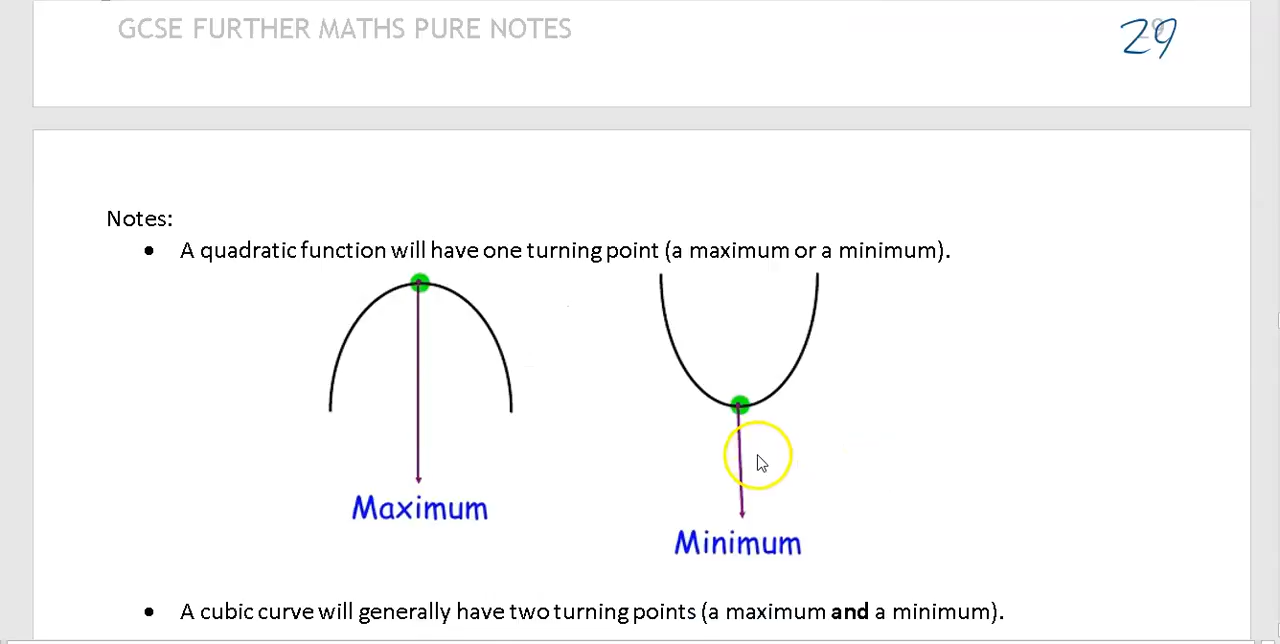 GCSE FURTHER MATHS PURE NOTES
29
Notes:
• A quadratic function will have one turning point (a maximum or a minimum).
Maximum
Minimum
• A cubic curve will generally have two turning points (a maximum and a minimum).